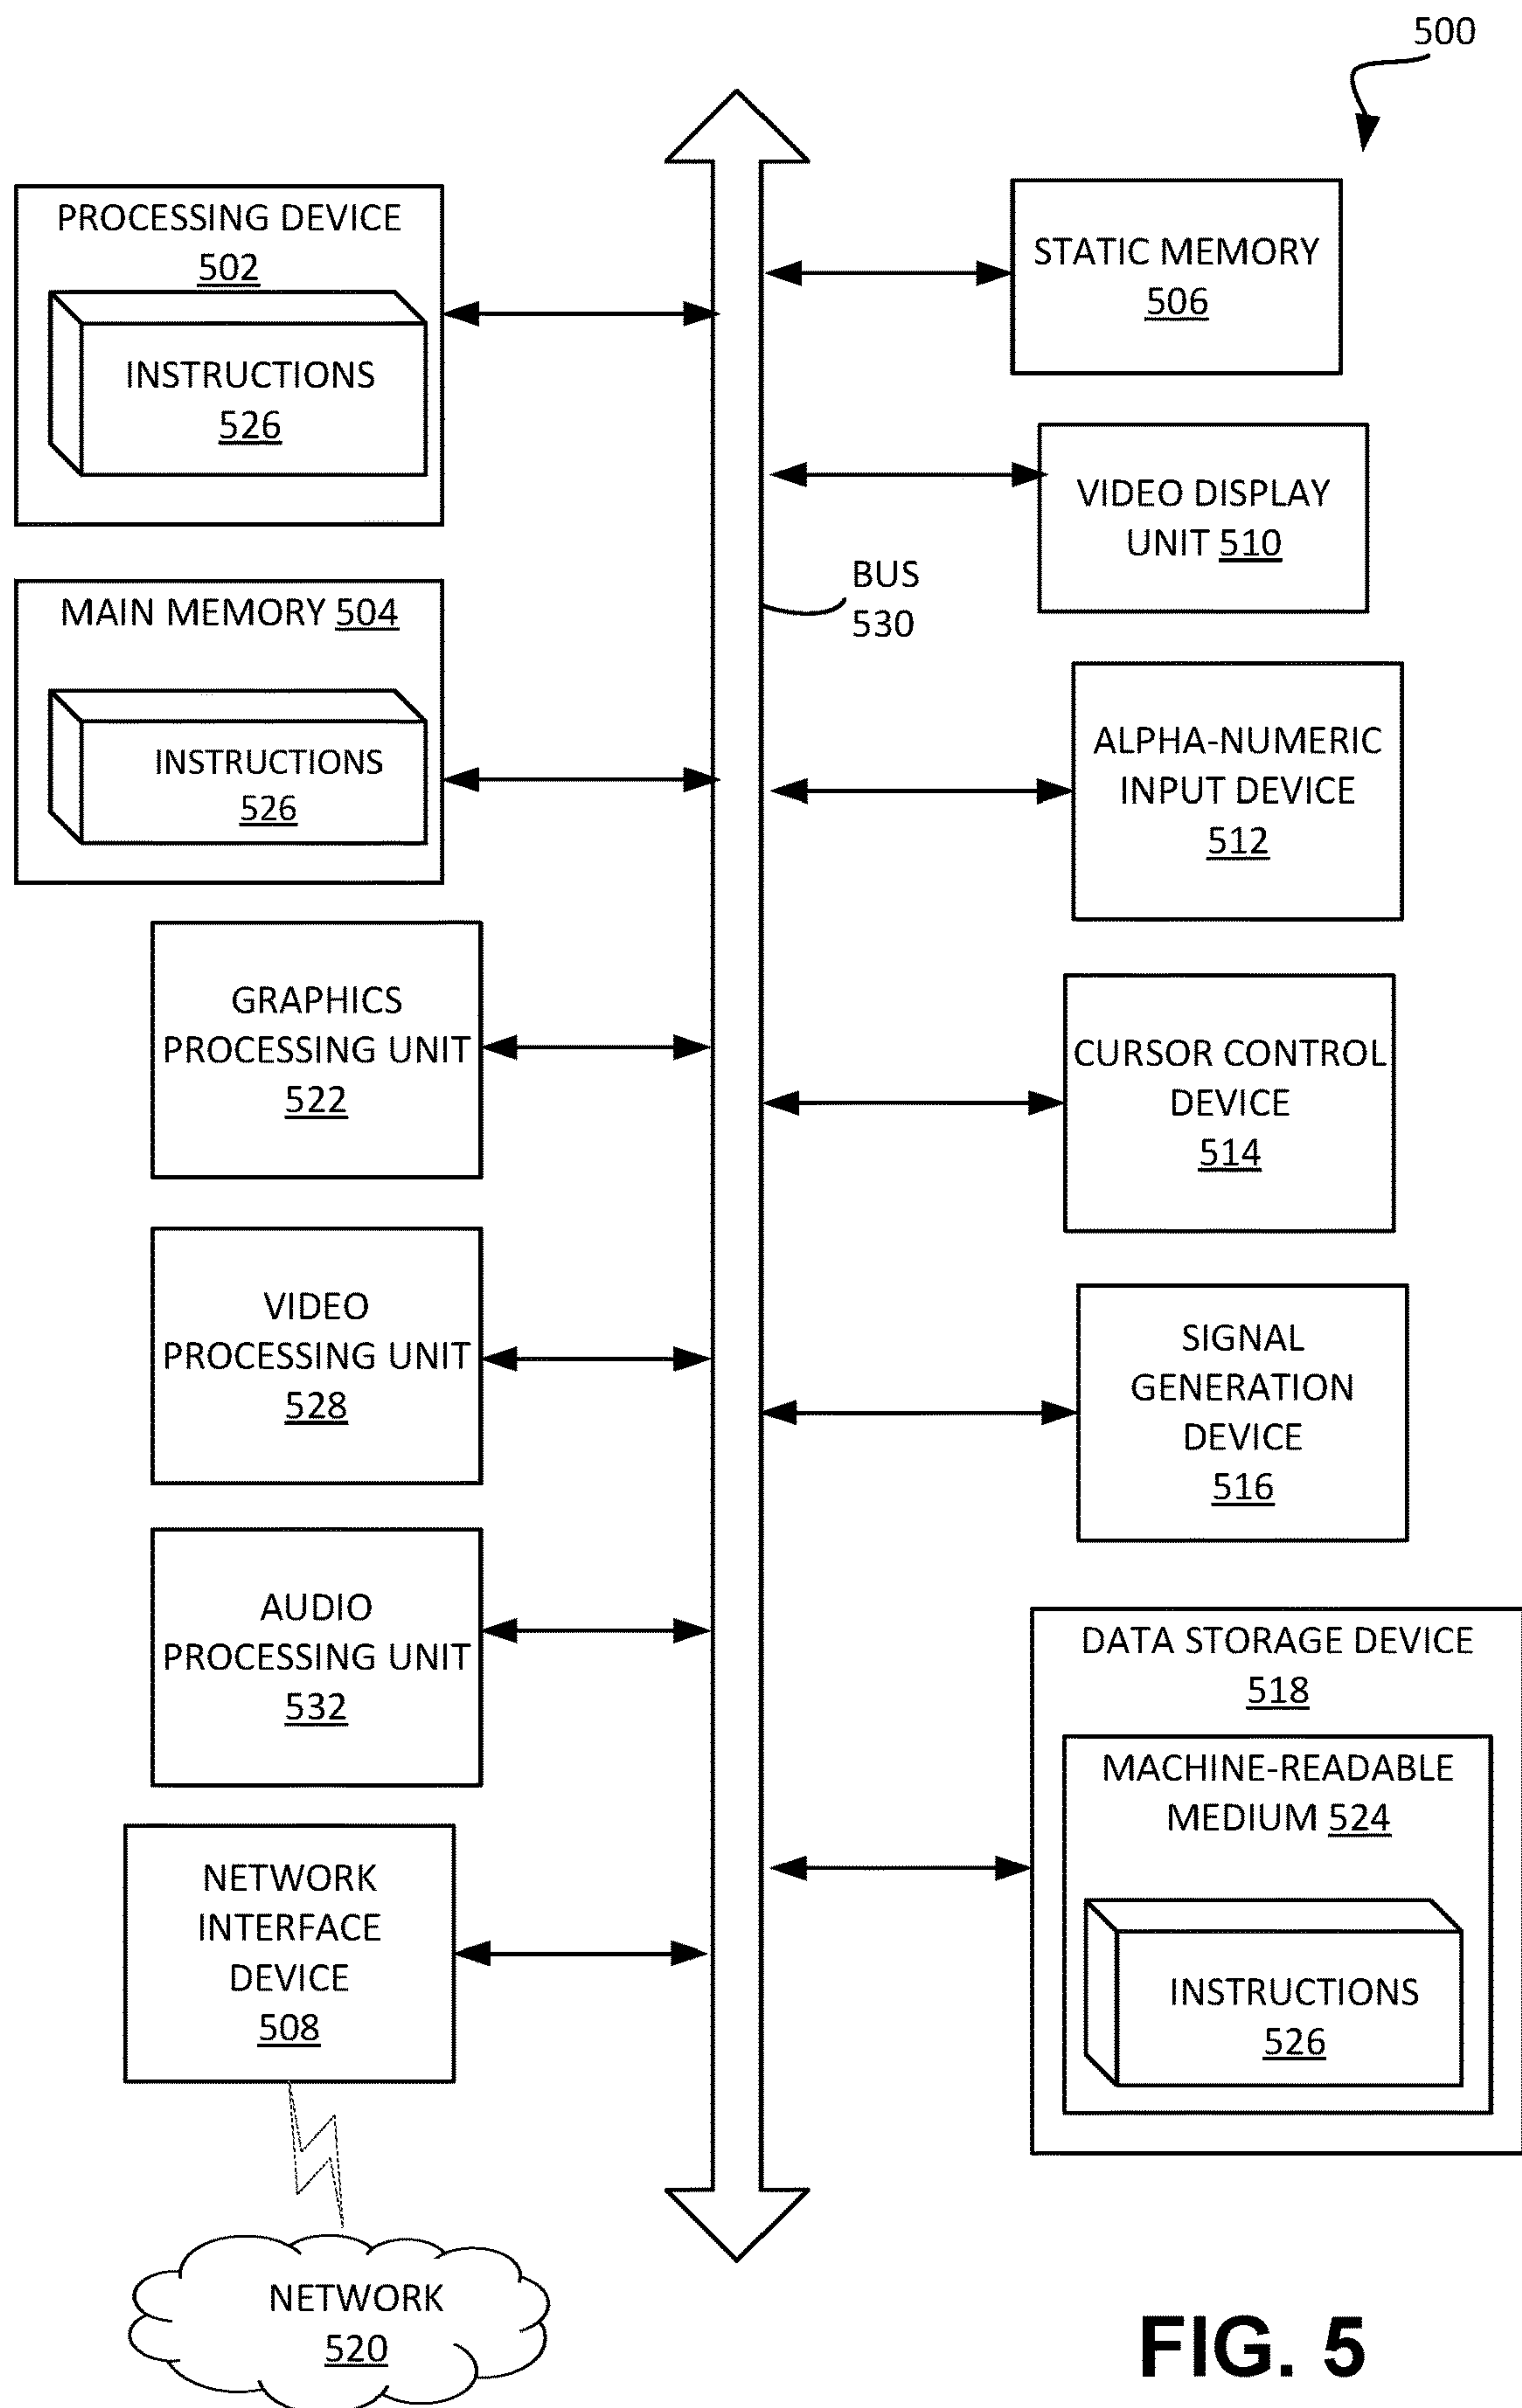 500
PROCESSING DEVICE
502
INSTRUCTIONS
526
MAIN MEMORY 504
INSTRUCTIONS
526
GRAPHICS
PROCESSING UNIT
522
VIDEO
PROCESSING UNIT
528
AUDIO
PROCESSING UNIT
532
NETWORK
INTERFACE
DEVICE
508
NETWORK
520
BUS
530
STATIC MEMORY
506
VIDEO DISPLAY
UNIT 510
ALPHA-NUMERIC
INPUT DEVICE
512
CURSOR CONTROL
DEVICE
514
SIGNAL
GENERATION
DEVICE
516
DATA STORAGE DEVICE
518
MACHINE-READABLE
MEDIUM 524
INSTRUCTIONS
526
FIG. 5